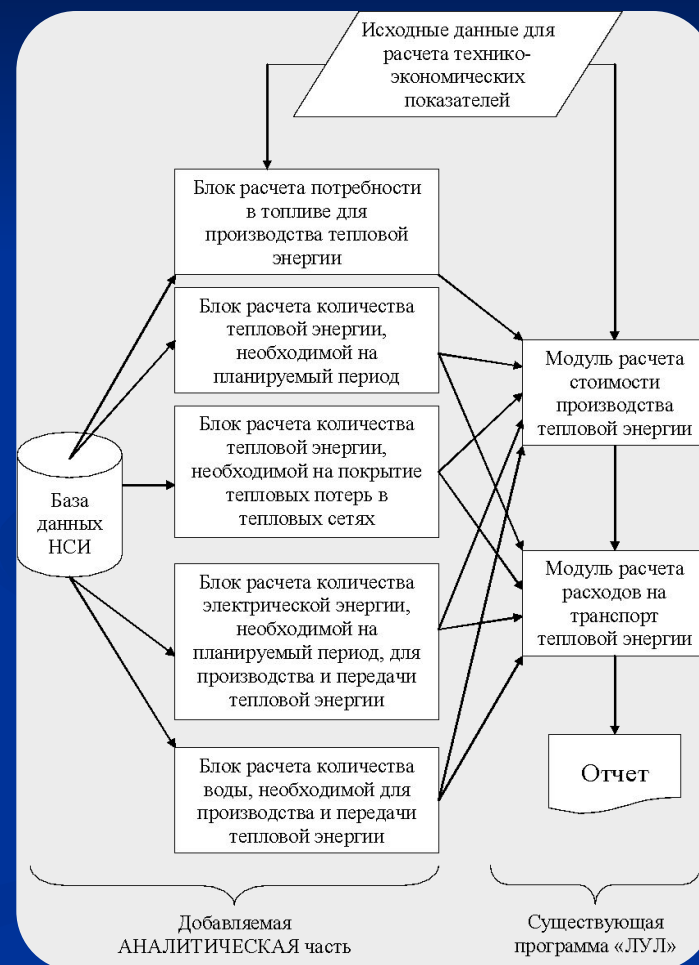 Исходные данные для
расчета технико-
экономических
показателей
Блок расчета потребности
в топливе для
производства тепловой
энергии
Блок расчета количества
тепловой энергии,
необходимой на
планируемый период
Блок расчета количества
тепловой энергии,
необходимой на покрытие
тепловых потерь в
тепловых сетях
Блок расчета количества
электрической энергии,
необходимой на
планируемый период, для
производства и передачи
тепловой энергии
Блок расчета количества
воды, необходимой для
производства и передачи
тепловой энергии
База
данных
НСИ
Модуль расчета
стоимости
производства
тепловой энергии
Модуль расчета
расходов на
транспорт
тепловой энергии
Отчет
Добавляемая
АНАЛИТИЧЕСКАЯ часть
Существующая
программа «ЛУЛ»